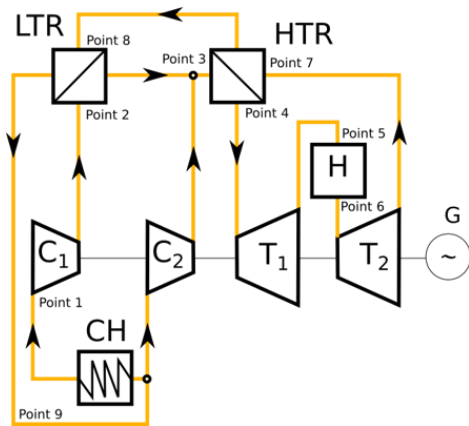 LTR
Point 8
Point 3
HTR
Point 7
Point 2
Point 4
Point 5
H
Point 6
G
C1
C2
T1
T2
~
Point 1
CH
Point 9